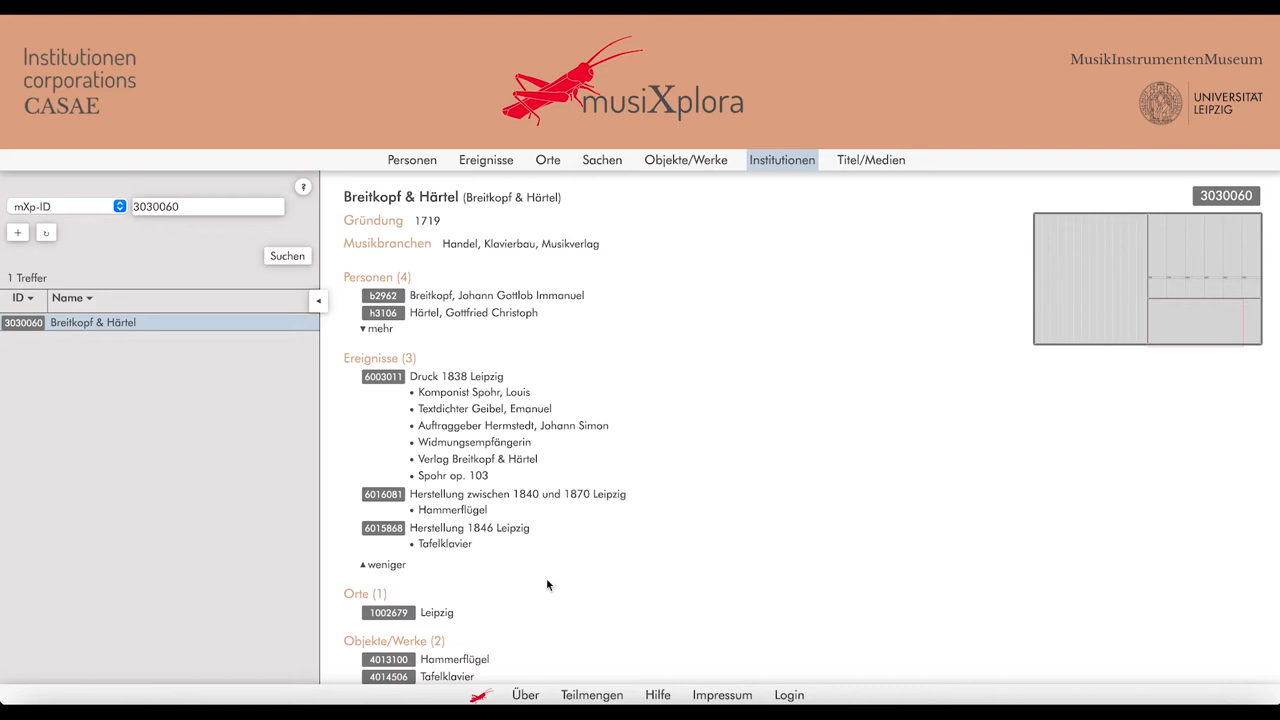 Institutionen
corporations
CASAE
musiXplora
MusikInstrumentenMuseum
UNIVERSITÄT
LEIPZIG
Personen Ereignisse Orte Sachen Objekte/Werke Institutionen Titel/Medien
?
mXp-ID 3030060
+ ↻
Suchen
1 Treffer
ID ▾ Name ▾
3030060 Breitkopf & Härtel
◂
Breitkopf & Härtel (Breitkopf & Härtel) 3030060
Gründung 1719
Musikbranchen Handel, Klavierbau, Musikverlag
Personen (4)
b2962 Breitkopf, Johann Gottlob Immanuel
h3106 Härtel, Gottfried Christoph
▾ mehr
Ereignisse (3)
6003011 Druck 1838 Leipzig
• Komponist Spohr, Louis
• Textdichter Geibel, Emanuel
• Auftraggeber Hermstedt, Johann Simon
• Widmungsempfängerin
• Verlag Breitkopf & Härtel
• Spohr op. 103
6016081 Herstellung zwischen 1840 und 1870 Leipzig
• Hammerflügel
6015868 Herstellung 1846 Leipzig
• Tafelklavier
▴ weniger
Orte (1)
1002679 Leipzig
Objekte/Werke (2)
4013100 Hammerflügel
4014506 Tafelklavier
Über Teilmengen Hilfe Impressum Login